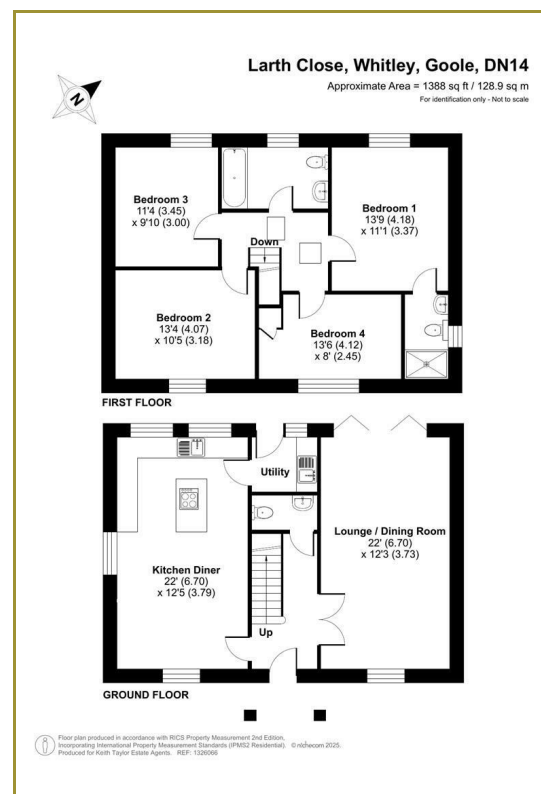 Larth Close, Whitley, Goole, DN14
Approximate Area = 1388 sq ft / 128.9 sq m
For identification only - Not to scale
N
Bedroom 3
11'4 (3.45)
x 9'10 (3.00)
Bedroom 1
13'9 (4.18)
x 11'1 (3.37)
Down
Bedroom 2
13'4 (4.07)
x 10'5 (3.18)
Bedroom 4
13'6 (4.12)
x 8' (2.45)
FIRST FLOOR
Utility
Lounge / Dining Room
22' (6.70)
x 12'3 (3.73)
Kitchen Diner
22' (6.70)
x 12'5 (3.79)
Up
GROUND FLOOR
Floor plan produced in accordance with RICS Property Measurement 2nd Edition,
Incorporating International Property Measurement Standards (IPMS2 Residential). © nichecom 2025.
Produced for Keith Taylor Estate Agents. REF: 1326066